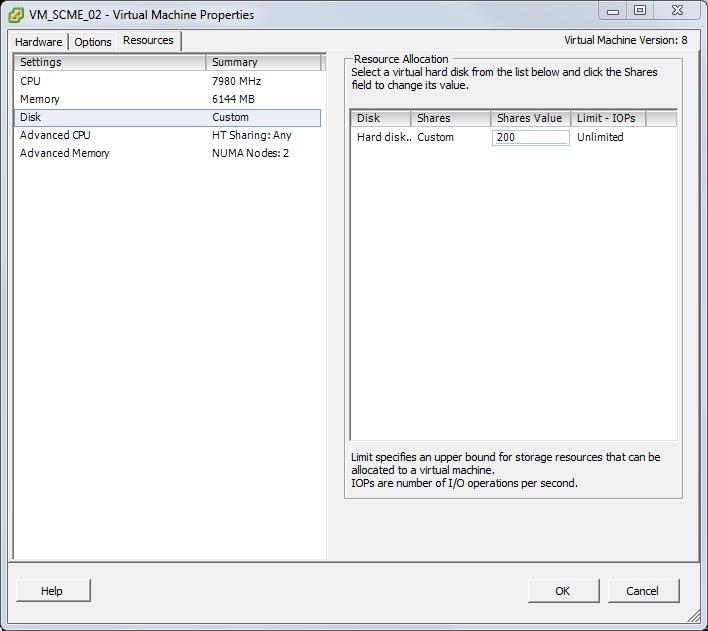 VM_SCME_02 - Virtual Machine Properties
Hardware Options Resources Virtual Machine Version: 8
Settings Summary
CPU 7980 MHz
Memory 6144 MB
Disk Custom
Advanced CPU HT Sharing: Any
Advanced Memory NUMA Nodes: 2
Resource Allocation
Select a virtual hard disk from the list below and click the Shares
field to change its value.
Disk Shares Shares Value Limit - IOPs
Hard disk... Custom 200 Unlimited
Limit specifies an upper bound for storage resources that can be
allocated to a virtual machine.
IOPs are number of I/O operations per second.
Help OK Cancel